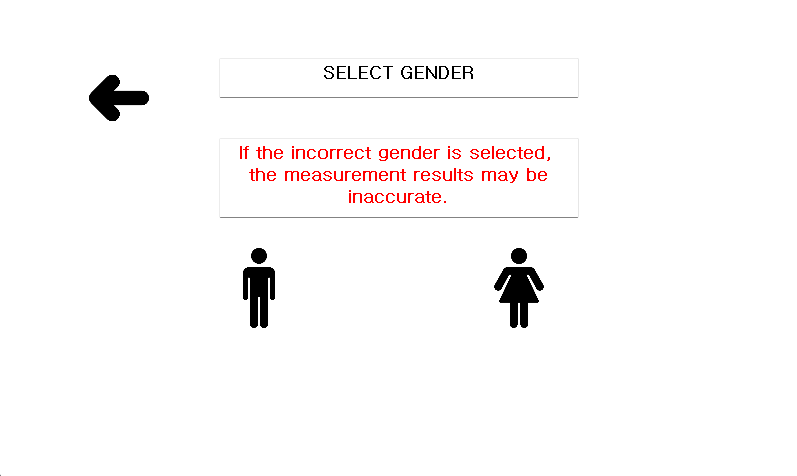 SELECT GENDER
If the incorrect gender is selected,
the measurement results may be
inaccurate.